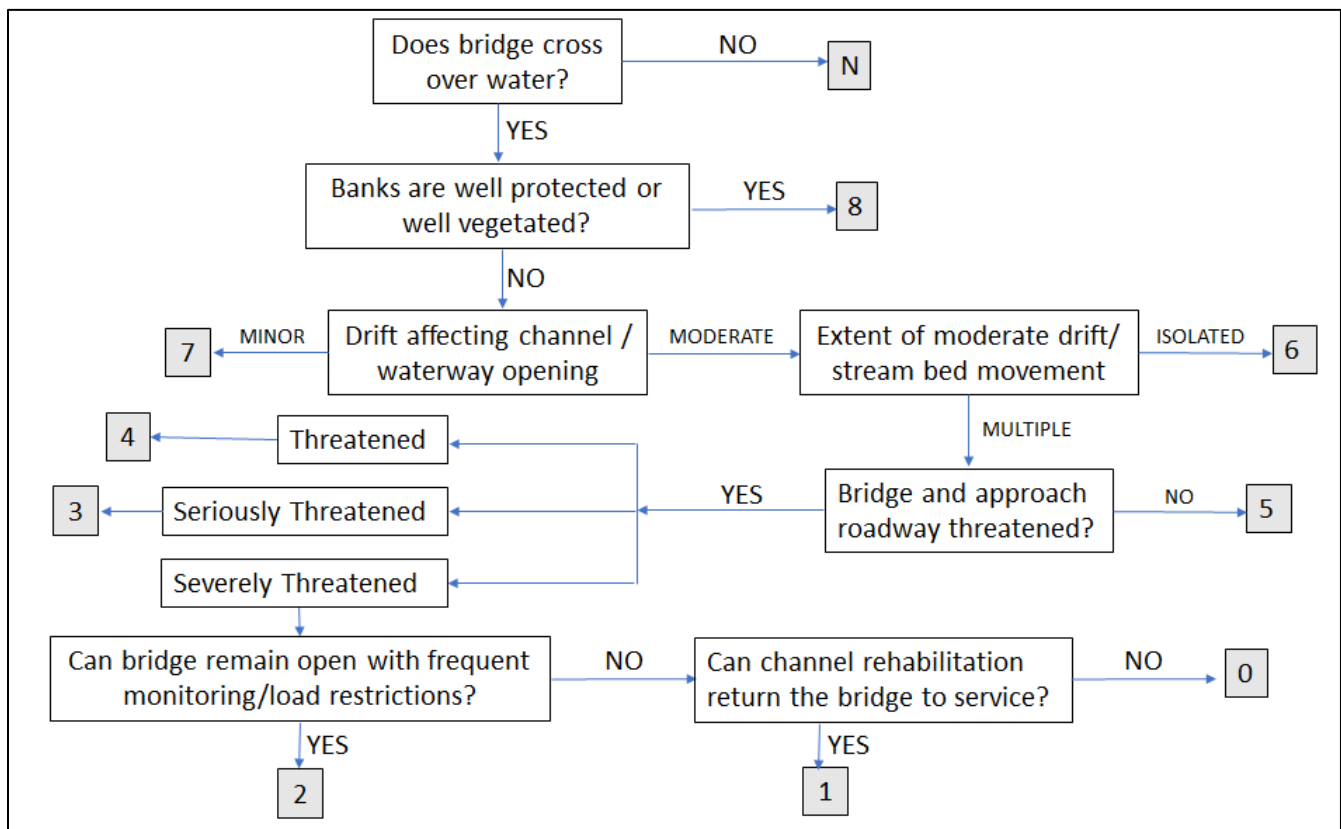 Does bridge cross
over water?
NO
N
YES
Banks are well protected or
well vegetated?
YES
8
NO
7
MINOR
Drift affecting channel /
waterway opening
MODERATE
Extent of moderate drift/
stream bed movement
ISOLATED
6
MULTIPLE
4
Threatened
3
Seriously Threatened
YES
Bridge and approach
roadway threatened?
NO
5
Severely Threatened
Can bridge remain open with frequent
monitoring/load restrictions?
NO
Can channel rehabilitation
return the bridge to service?
NO
0
YES
2
YES
1